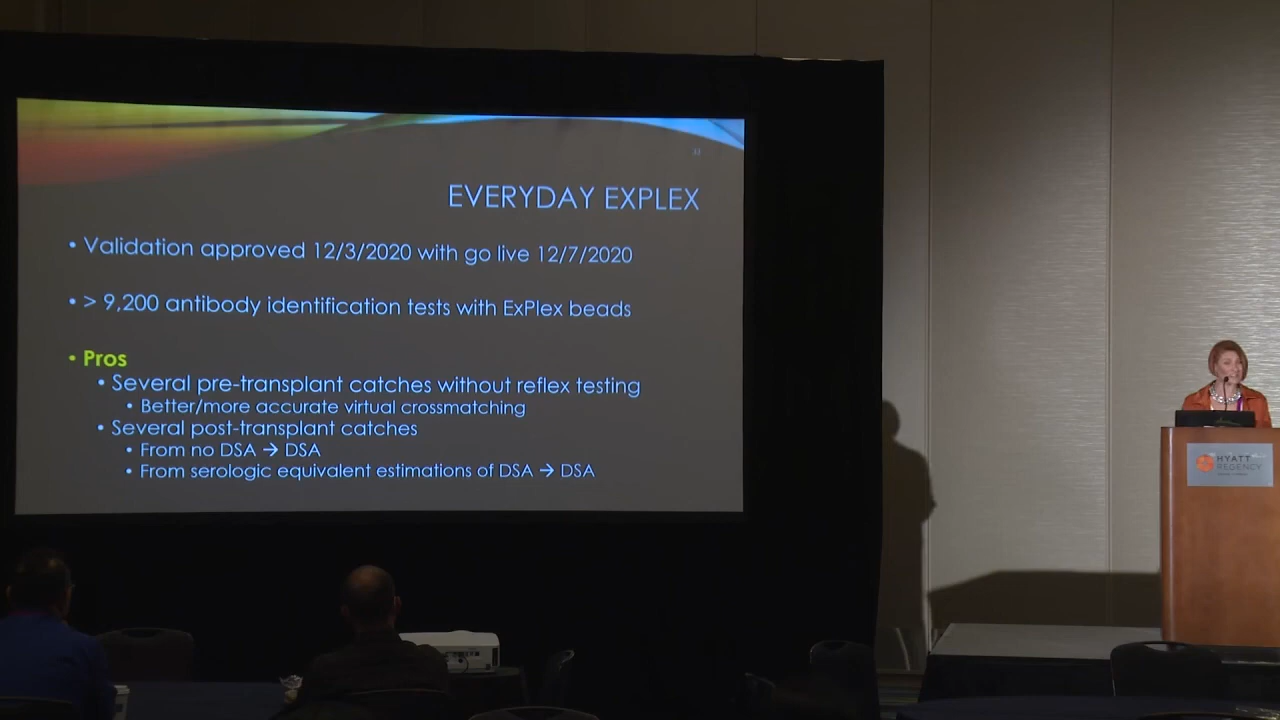 EVERYDAY EXPLEX
• Validation approved 12/3/2020 with go live 12/7/2020
• > 9,200 antibody identification tests with ExPlex beads
• Pros
• Several pre-transplant catches without reflex testing
• Better/more accurate virtual crossmatching
• Several post-transplant catches
• From no DSA → DSA
• From serologic equivalent estimations of DSA → DSA
HYATT
REGENCY